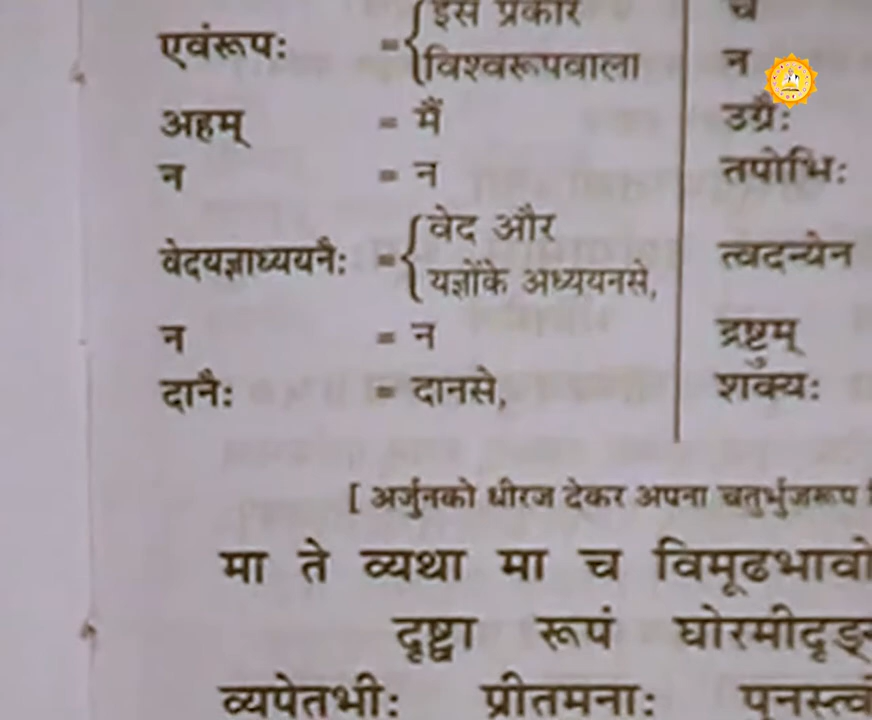 एवंरूपः = { इस प्रकार
विश्वरूपवाला
अहम् = मैं
न = न
वेदयज्ञाध्ययनैः = { वेद और
यज्ञोंके अध्ययनसे,
न = न
दानैः = दानसे,
च
न
उग्रैः
तपोभिः
त्वदन्येन
द्रष्टुम्
शक्यः
[ अर्जुनको धीरज देकर अपना चतुर्भुजरूप
मा ते व्यथा मा च विमूढभावो
दृष्ट्वा रूपं घोरमीदृङ्
व्यपेतभीः प्रीतमनाः पुनस्त्वं